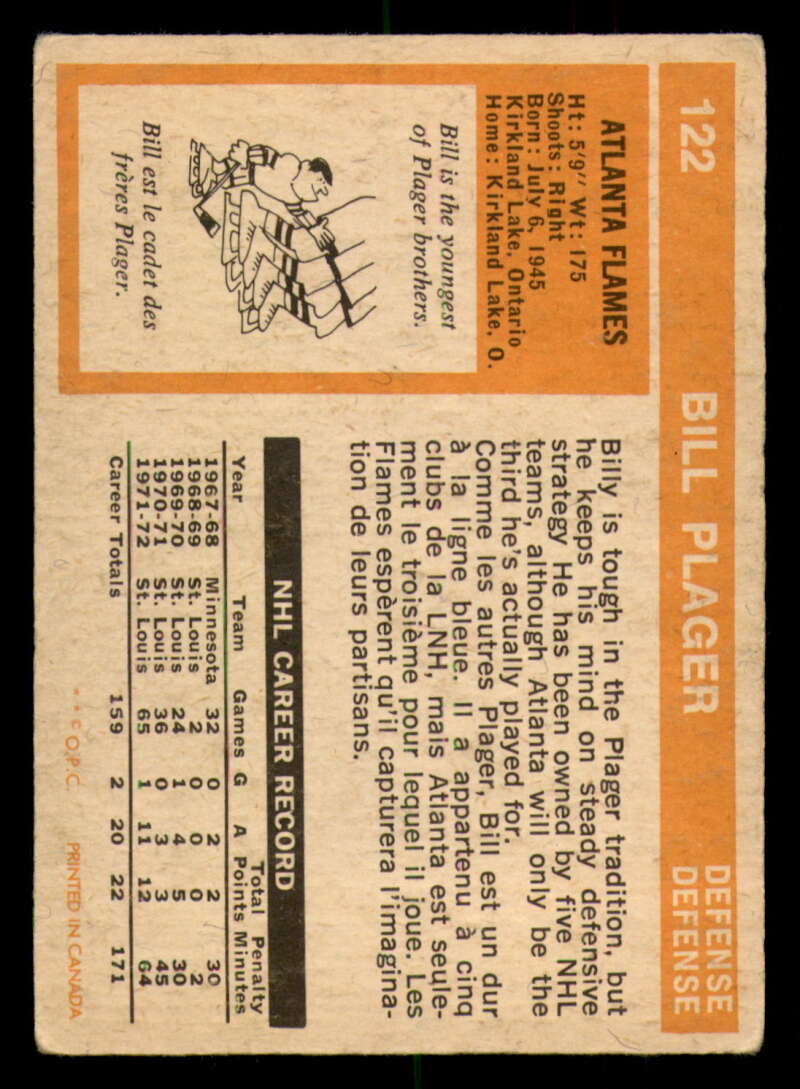 122 BILL PLAGER DEFENSE
DEFENSE
ATLANTA FLAMES
Ht: 5'9" Wt: 175
Shoots: Right
Born: July 6, 1945
Kirkland Lake, Ontario
Home: Kirkland Lake, O.
Bill is the youngest
of Plager brothers.
Bill est le cadet des
frères Plager.
Billy is tough in the Plager tradition, but
he keeps his mind on steady defensive
strategy He has been owned by five NHL
teams, although Atlanta will only be the
third he's actually played for.
Comme les autres Plager, Bill est un dur
à la ligne bleue. Il a appartenu à cinq
clubs de la LNH, mais Atlanta est seule-
ment le troisième pour lequel il joue. Les
Flames espèrent qu'il capturera l'imagina-
tion de leurs partisans.
NHL CAREER RECORD
Total Penalty
Year Team Games G A Points Minutes
1967-68 Minnesota 32 0 2 2 30
1968-69 St. Louis 2 0 0 0 2
1969-70 St. Louis 24 1 4 5 30
1970-71 St. Louis 36 0 3 3 45
1971-72 St. Louis 65 1 11 12 64
Career Totals 159 2 20 22 171
* * © O.P.C. PRINTED IN CANADA